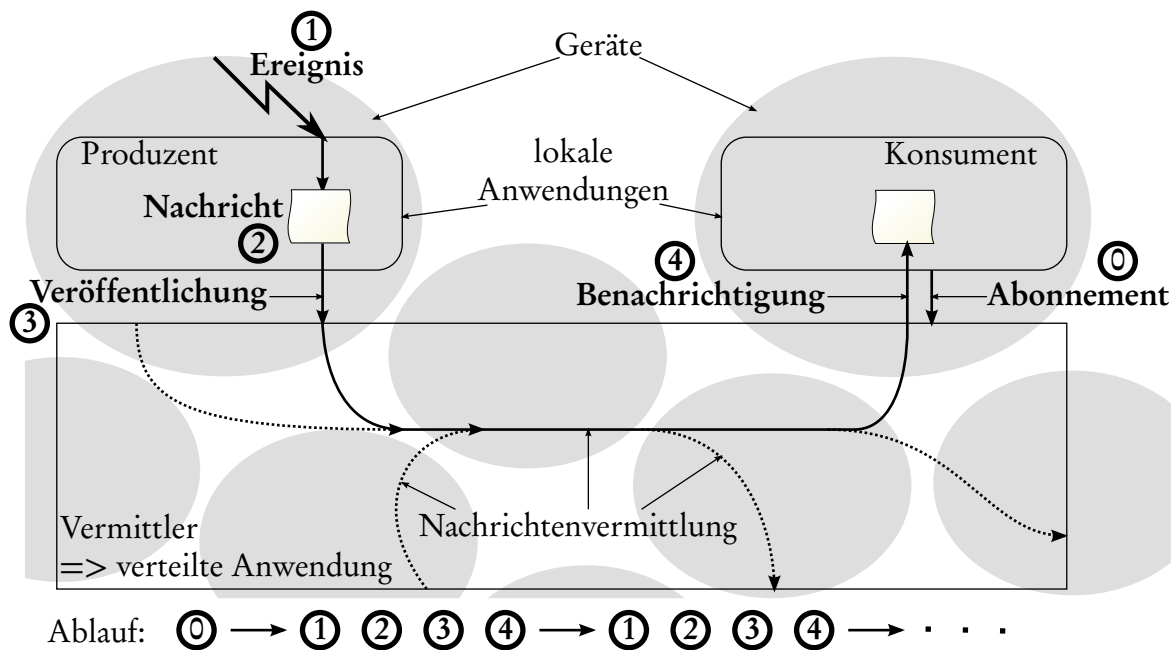 ① Geräte
Ereignis
Produzent
lokale
Anwendungen
Konsument
Nachricht
②
④
⓪
Veröffentlichung
Benachrichtigung
Abonnement
③
Nachrichtenvermittlung
Vermittler
=> verteilte Anwendung
Ablauf: ⓪ → ① ② ③ ④ → ① ② ③ ④ → · · ·